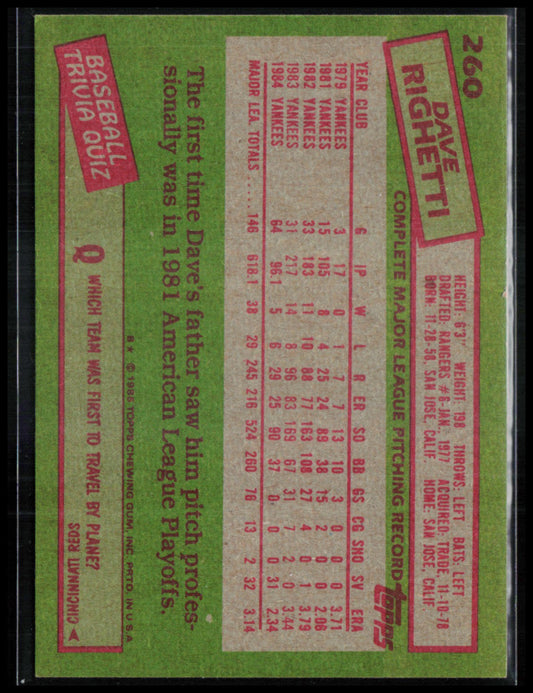 260
DAVE
RIGHETTI
HEIGHT: 6'3" WEIGHT: 198 THROWS: LEFT BATS: LEFT
DRAFTED: RANGERS #6-JAN., 1977 ACQUIRED: TRADE, 11-10-78
BORN: 11-28-58, SAN JOSE, CALIF. HOME: SAN JOSE, CALIF.
COMPLETE MAJOR LEAGUE PITCHING RECORD
Topps
YEAR CLUB G IP W L R ER SO BB GS CG SHO SV ERA
1979 YANKEES 3 17 0 1 7 7 13 10 3 0 0 0 3.71
1981 YANKEES 15 105 8 4 25 24 89 38 15 2 0 0 2.06
1982 YANKEES 33 183 11 10 88 77 163 108 27 4 0 1 3.79
1983 YANKEES 31 217 14 8 96 83 169 67 31 7 2 0 3.44
1984 YANKEES 64 96.1 5 6 29 25 90 37 0 0 0 31 2.34
MAJOR LEA. TOTALS .... 146 618.1 38 29 245 216 524 260 76 13 2 32 3.14
The first time Dave's father saw him pitch profes-
sionally was in 1981 American League Playoffs.
B★ © 1985 TOPPS CHEWING GUM, INC. PRTD. IN U.S.A.
BASEBALL
TRIVIA QUIZ
Q WHICH TEAM WAS FIRST TO TRAVEL BY PLANE?
CINCINNATI REDS A